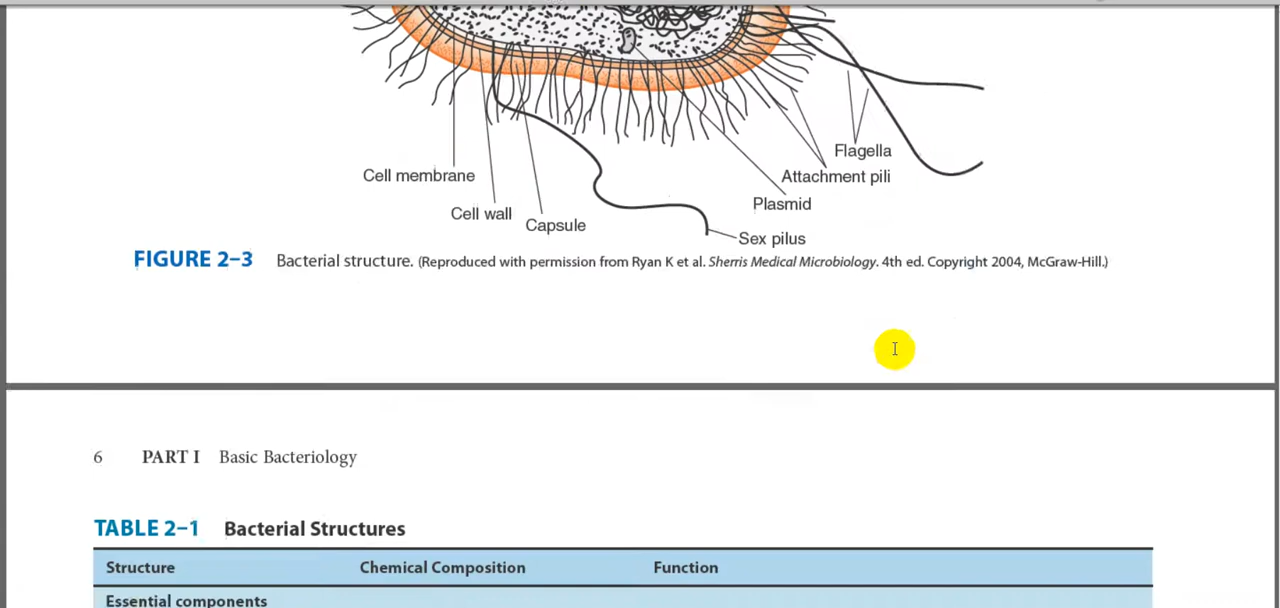 Flagella
Cell membrane
Attachment pili
Plasmid
Cell wall
Capsule
Sex pilus
FIGURE 2–3 Bacterial structure. (Reproduced with permission from Ryan K et al. Sherris Medical Microbiology. 4th ed. Copyright 2004, McGraw-Hill.)
6 PART I Basic Bacteriology
TABLE 2–1 Bacterial Structures
Structure Chemical Composition Function
Essential components